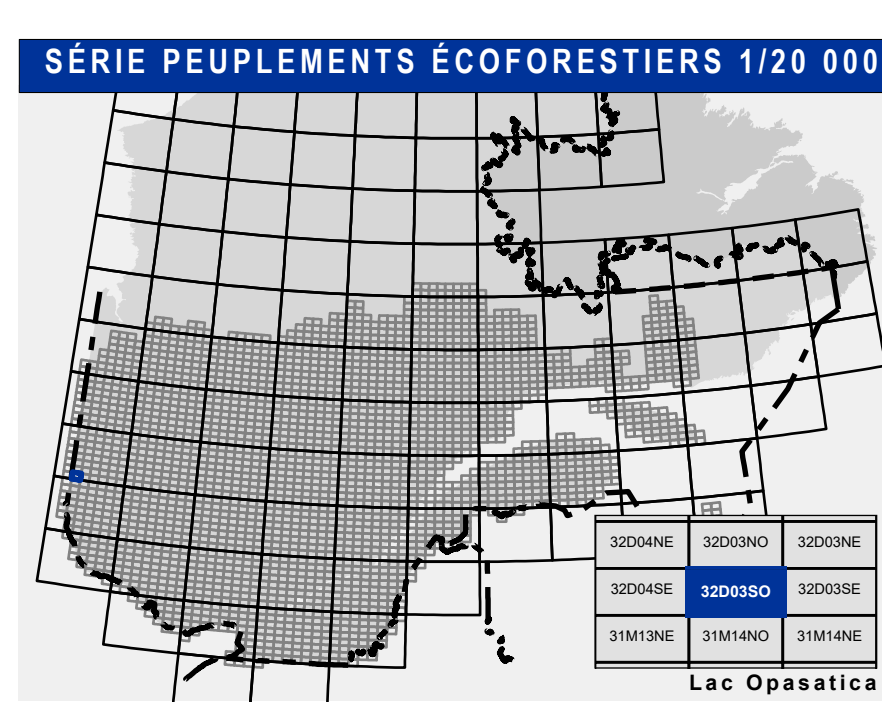 SÉRIE PEUPLEMENTS ÉCOFORESTIERS 1/20 000
32D04NE 32D03NO 32D03NE
32D04SE 32D03SO 32D03SE
31M13NE 31M14NO 31M14NE
Lac Opasatica